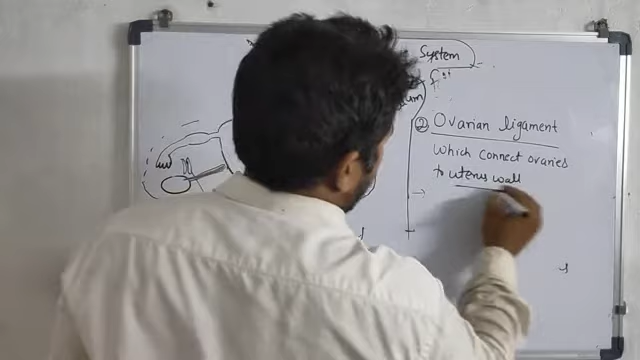 System
② Ovarian ligament
which connect ovaries
to uterus wall